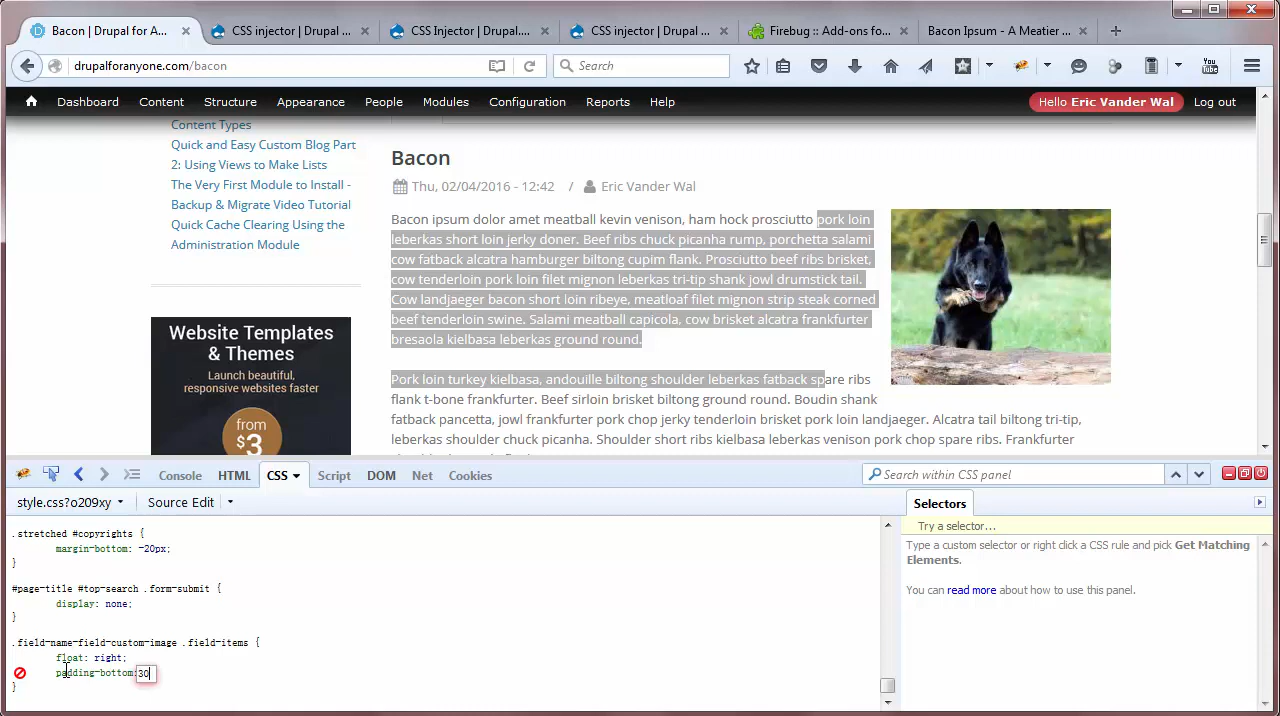 Bacon | Drupal for A...
CSS injector | Drupal ...
CSS Injector | Drupal....
CSS injector | Drupal ...
Firebug :: Add-ons fo...
Bacon Ipsum - A Meatier ...
drupalforanyone.com/bacon
Search
You
Tube
Dashboard Content Structure Appearance People Modules Configuration Reports Help
Hello Eric Vander Wal
Log out
Content Types
Quick and Easy Custom Blog Part
2: Using Views to Make Lists
The Very First Module to Install -
Backup & Migrate Video Tutorial
Quick Cache Clearing Using the
Administration Module
Website Templates
& Themes
Launch beautiful,
responsive websites faster
from
$3
Bacon
Thu, 02/04/2016 - 12:42 / Eric Vander Wal
Bacon ipsum dolor amet meatball kevin venison, ham hock prosciutto pork loin
leberkas short loin jerky doner. Beef ribs chuck picanha rump, porchetta salami
cow fatback alcatra hamburger biltong cupim flank. Prosciutto beef ribs brisket,
cow tenderloin pork loin filet mignon leberkas tri-tip shank jowl drumstick tail.
Cow landjaeger bacon short loin ribeye, meatloaf filet mignon strip steak corned
beef tenderloin swine. Salami meatball capicola, cow brisket alcatra frankfurter
bresaola kielbasa leberkas ground round.
Pork loin turkey kielbasa, andouille biltong shoulder leberkas fatback spare ribs
flank t-bone frankfurter. Beef sirloin brisket biltong ground round. Boudin shank
fatback pancetta, jowl frankfurter pork chop jerky tenderloin brisket pork loin landjaeger. Alcatra tail biltong tri-tip,
leberkas shoulder chuck picanha. Shoulder short ribs kielbasa leberkas venison pork chop spare ribs. Frankfurter
Console HTML CSS Script DOM Net Cookies
Search within CSS panel
style.css?o209xy
Source Edit
.stretched #copyrights {
margin-bottom: -20px;
}
#page-title #top-search .form-submit {
display: none;
}
.field-name-field-custom-image .field-items {
float: right;
padding-bottom: 30
}
Selectors
Try a selector...
Type a custom selector or right click a CSS rule and pick Get Matching
Elements.
You can read more about how to use this panel.